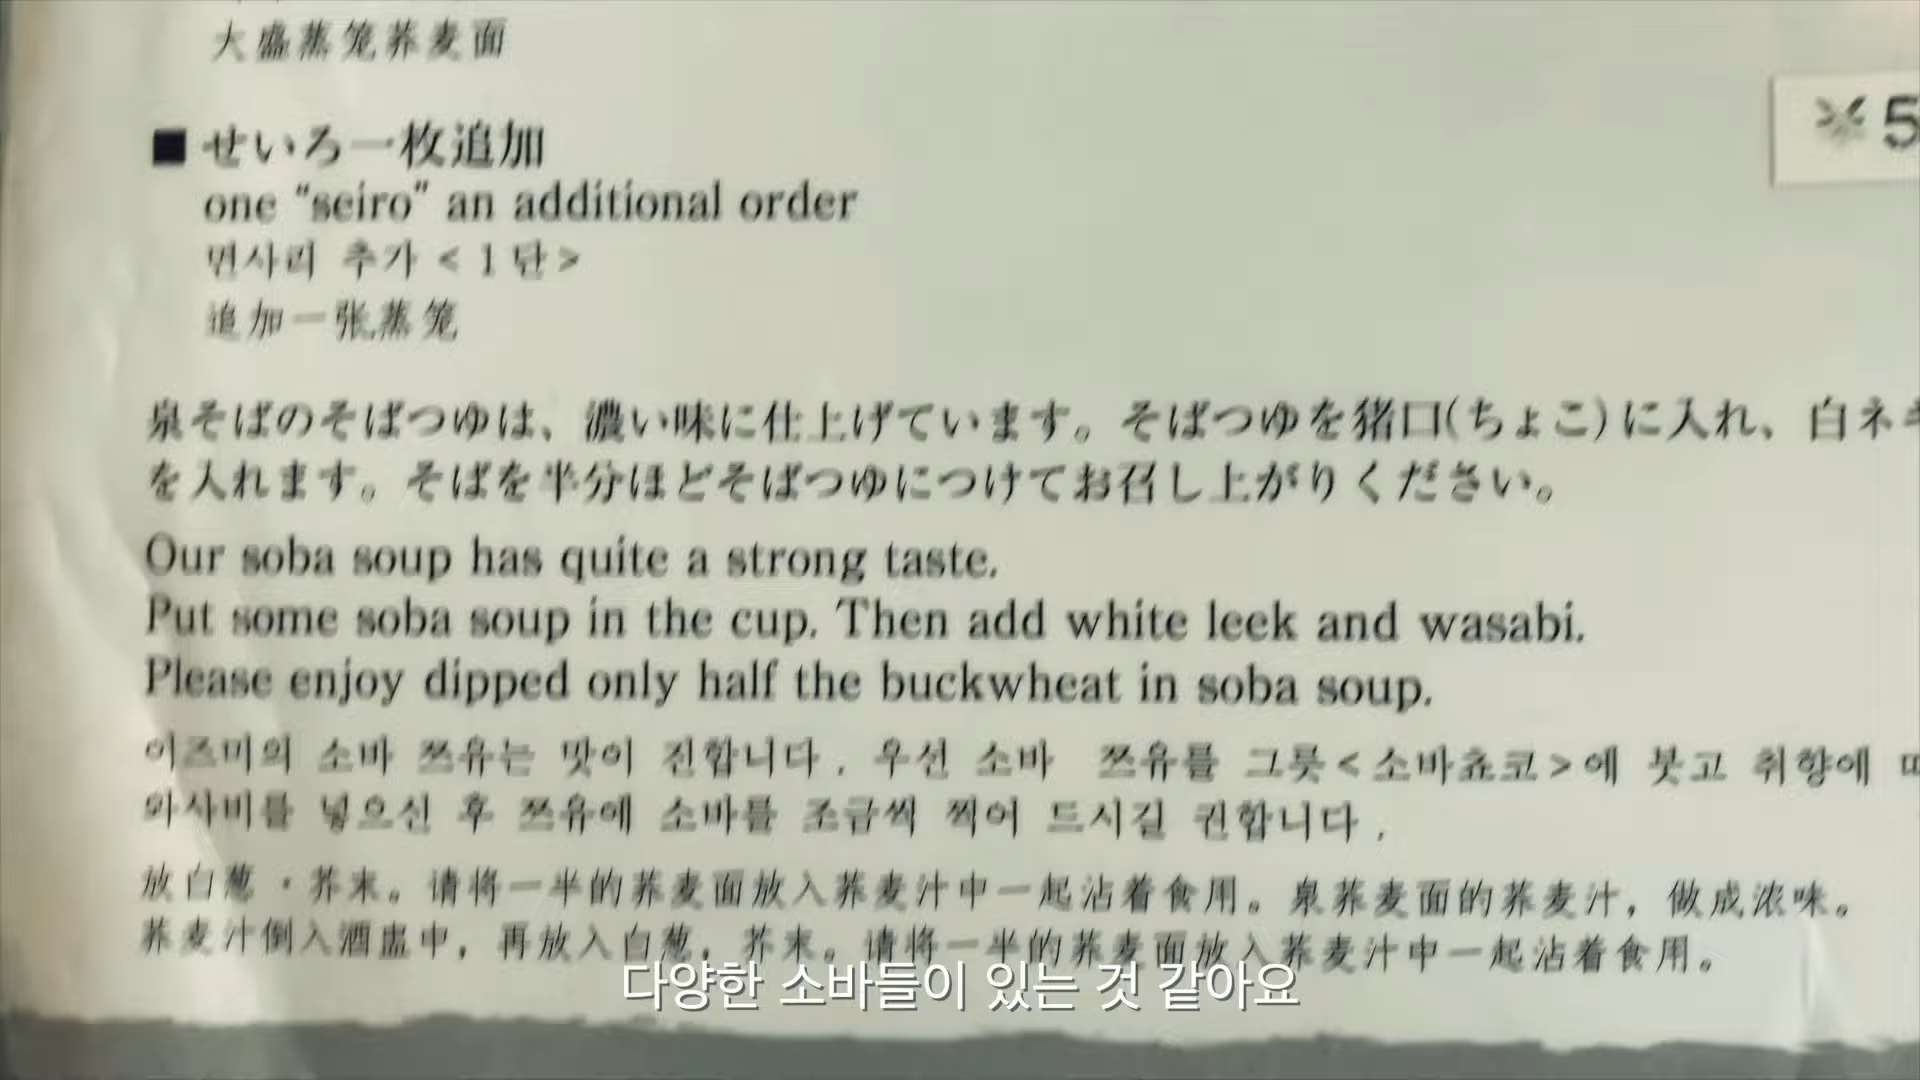 大盛蒸笼荞麦面
■ せいろ一枚追加
¥5
one "seiro" an additional order
면사리 추가 < 1 단 >
追加一张蒸笼
泉そばのそばつゆは、濃い味に仕上げています。そばつゆを猪口(ちょこ)に入れ、白ネギ
を入れます。そばを半分ほどそばつゆにつけてお召し上がりください。
Our soba soup has quite a strong taste.
Put some soba soup in the cup. Then add white leek and wasabi.
Please enjoy dipped only half the buckwheat in soba soup.
이즈미의 소바 쯔유는 맛이 진합니다. 우선 소바 쯔유를 그릇<소바쵸코>에 붓고 취향에
와사비를 넣으신 후 쯔유에 소바를 조금씩 찍어 드시길 권합니다.
放白葱・芥末。请将一半的荞麦面放入荞麦汁中一起沾着食用。泉荞麦面的荞麦汁，做成浓味。
荞麦汁倒入酒盅中，再放入白葱，芥末。请将一半的荞麦面放入荞麦汁中一起沾着食用。
다양한 소바들이 있는 것 같아요